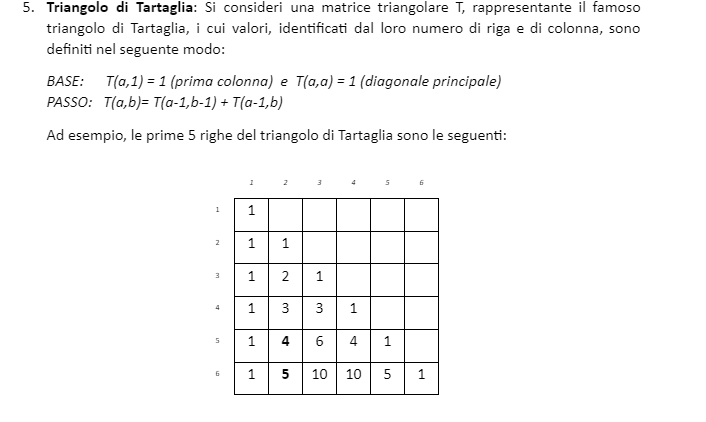 5. Triangolo di Tartaglia: Si consideri una matrice triangolare T, rappresentante il famoso
triangolo di Tartaglia, i cui valori, identificati dal loro numero di riga e di colonna, sono
definiti nel seguente modo:
BASE: T(a,1) = 1 (prima colonna) e T(a,a) = 1 (diagonale principale)
PASSO: T(a,b)= T(a-1,b-1) + T(a-1,b)
Ad esempio, le prime 5 righe del triangolo di Tartaglia sono le seguenti:
1 2 3 4 5 6
1 1
2 1 1
3 1 2 1
4 1 3 3 1
5 1 4 6 4 1
6 1 5 10 10 5 1